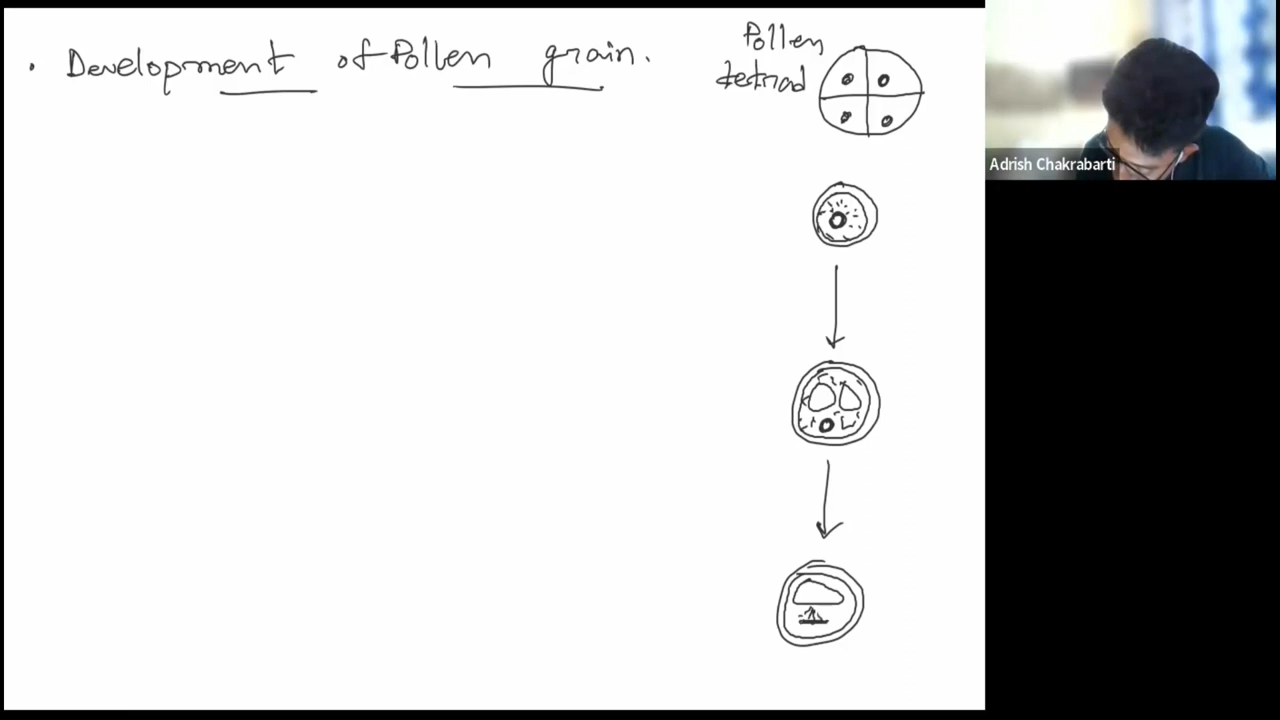 . Development of Pollen grain.
Pollen
tetrad
Adrish Chakrabarti